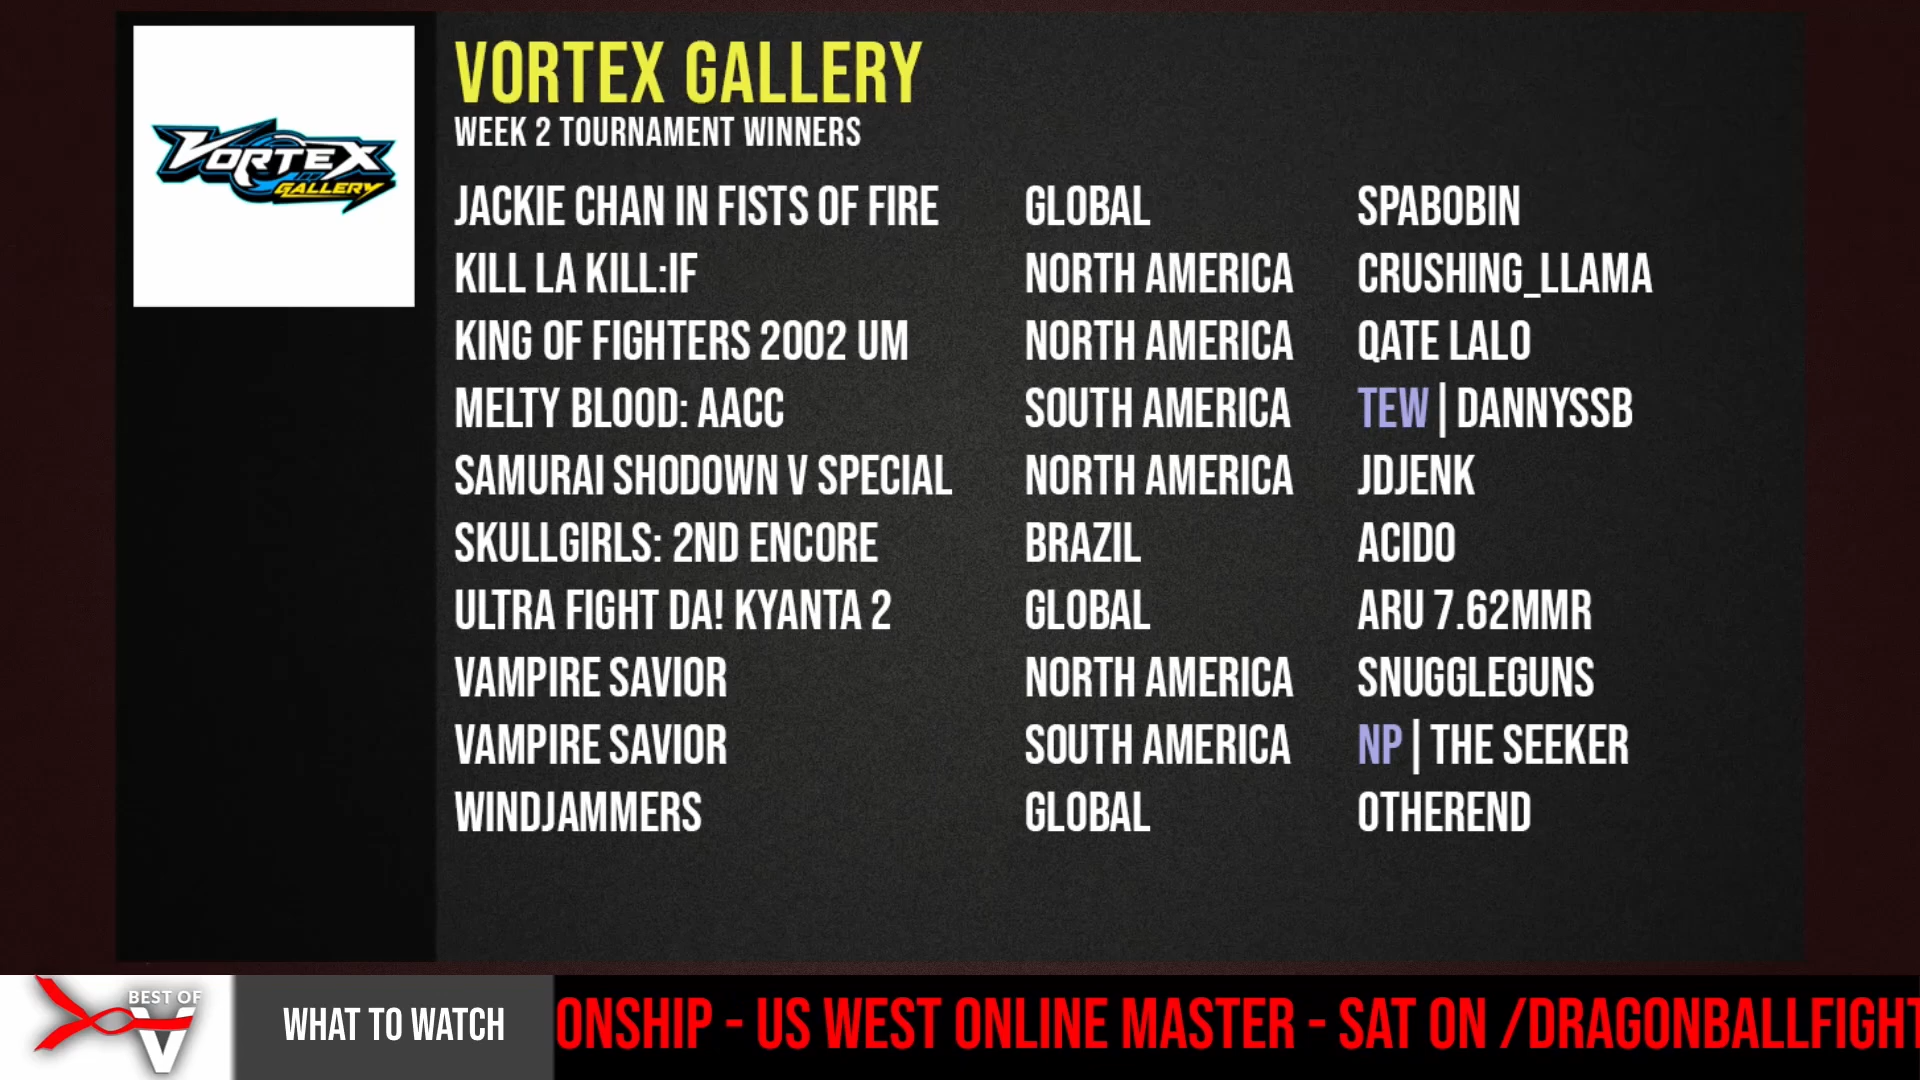 VORTEX GALLERY
VORTEX GALLERY
WEEK 2 TOURNAMENT WINNERS
JACKIE CHAN IN FISTS OF FIRE GLOBAL SPABOBIN
KILL LA KILL:IF NORTH AMERICA CRUSHING_LLAMA
KING OF FIGHTERS 2002 UM NORTH AMERICA QATE LALO
MELTY BLOOD: AACC SOUTH AMERICA TEW | DANNYSSB
SAMURAI SHODOWN V SPECIAL NORTH AMERICA JDJENK
SKULLGIRLS: 2ND ENCORE BRAZIL ACIDO
ULTRA FIGHT DA! KYANTA 2 GLOBAL ARU 7.62MMR
VAMPIRE SAVIOR NORTH AMERICA SNUGGLEGUNS
VAMPIRE SAVIOR SOUTH AMERICA NP | THE SEEKER
WINDJAMMERS GLOBAL OTHEREND
BEST OF V
WHAT TO WATCH
ONSHIP - US WEST ONLINE MASTER - SAT ON /DRAGONBALLFIGHT